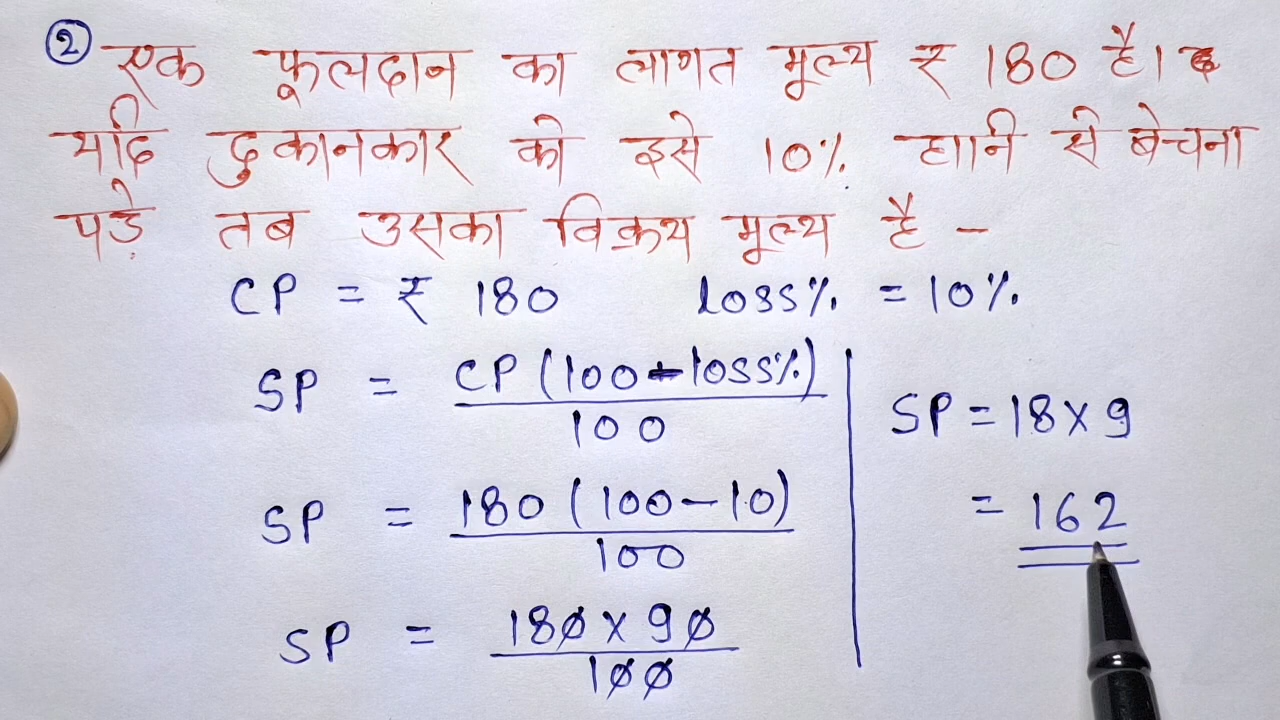 ② एक फूलदान का लागत मूल्य ₹ 180 है।
यदि दुकानकार को इसे 10% हानि से बेचना
पड़े तब उसका विक्रय मूल्य है -
CP = ₹ 180 Loss% = 10%
SP = CP (100 - loss%)
100
SP = 180 (100 - 10)
100
SP = 180 x 90
100
SP = 18 x 9
= 162